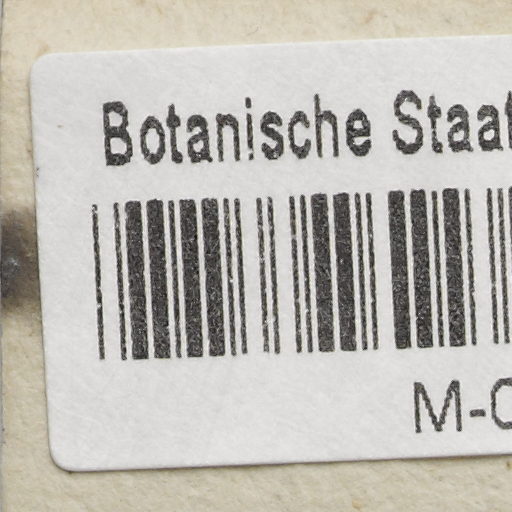 Botanische Staat
M-